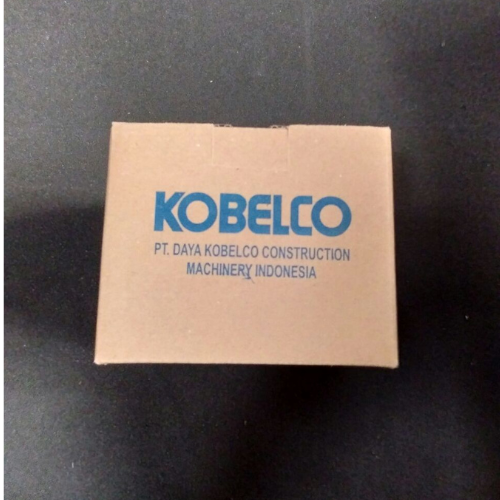 KOBELCO
PT. DAYA KOBELCO CONSTRUCTION
MACHINERY INDONESIA